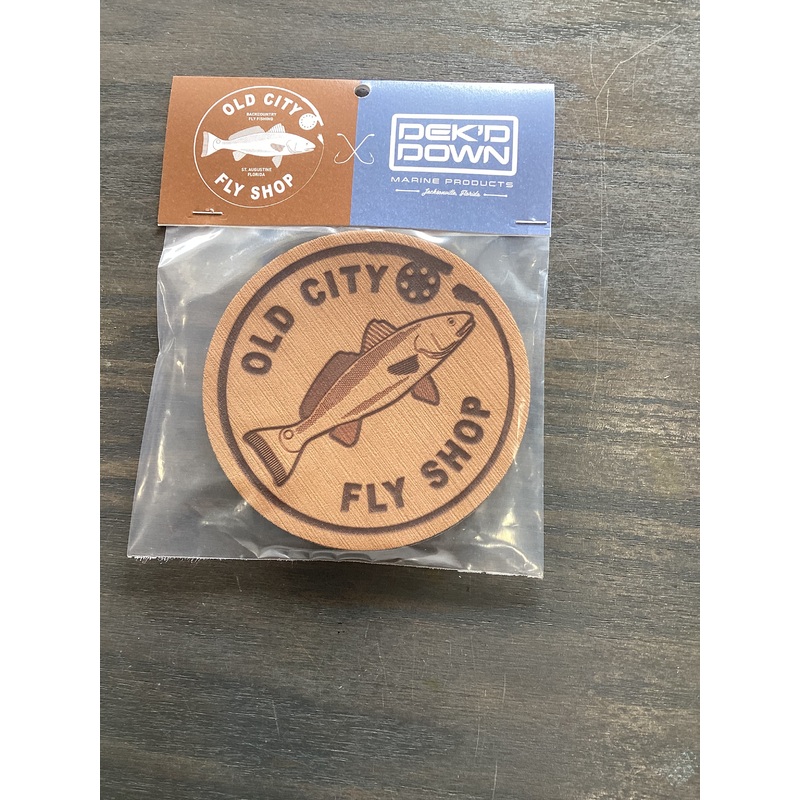 OLD CITY
BACKCOUNTRY
FLY FISHING
ST. AUGUSTINE
FLORIDA
FLY SHOP
DEK'D
DOWN
MARINE PRODUCTS
Jacksonville, Florida
OLD CITY
FLY SHOP